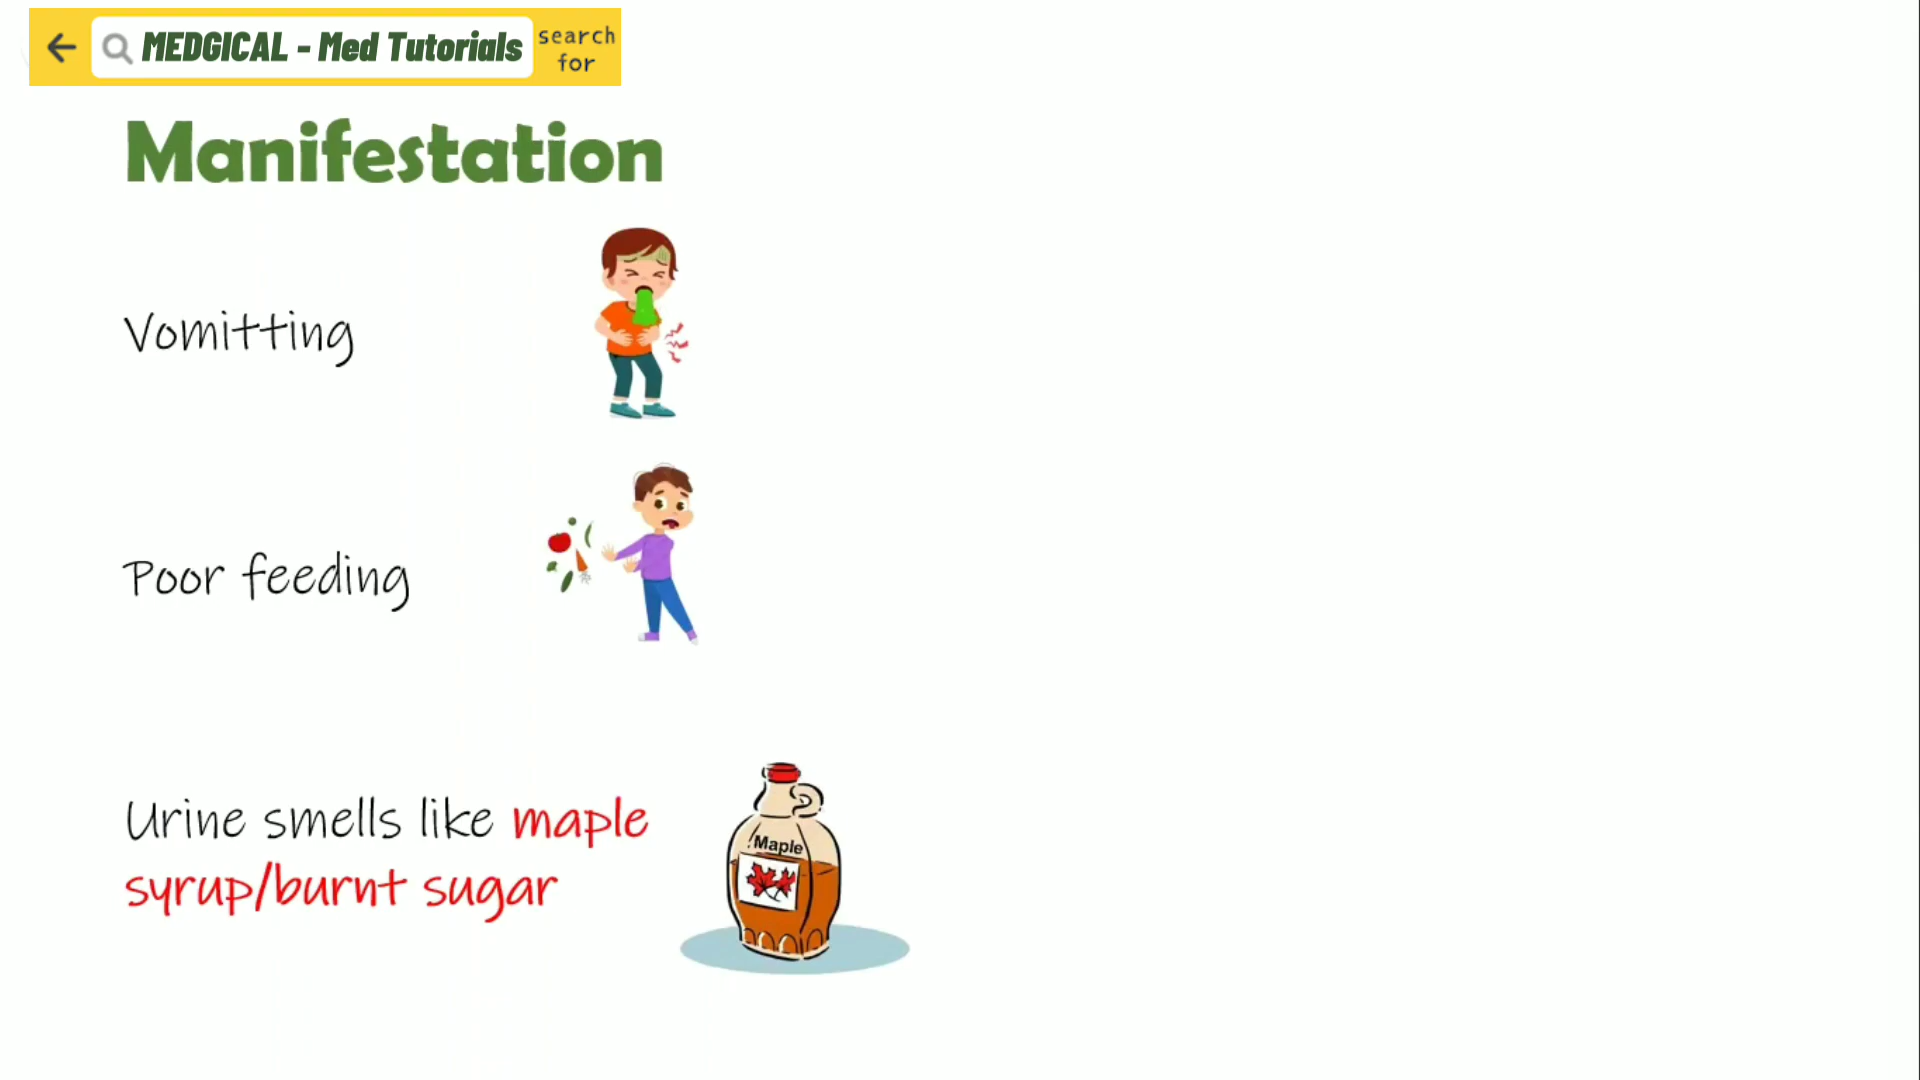 MEDGICAL - Med Tutorials
search
for
Manifestation
Vomitting
Poor feeding
Urine smells like maple
syrup/burnt sugar
Maple